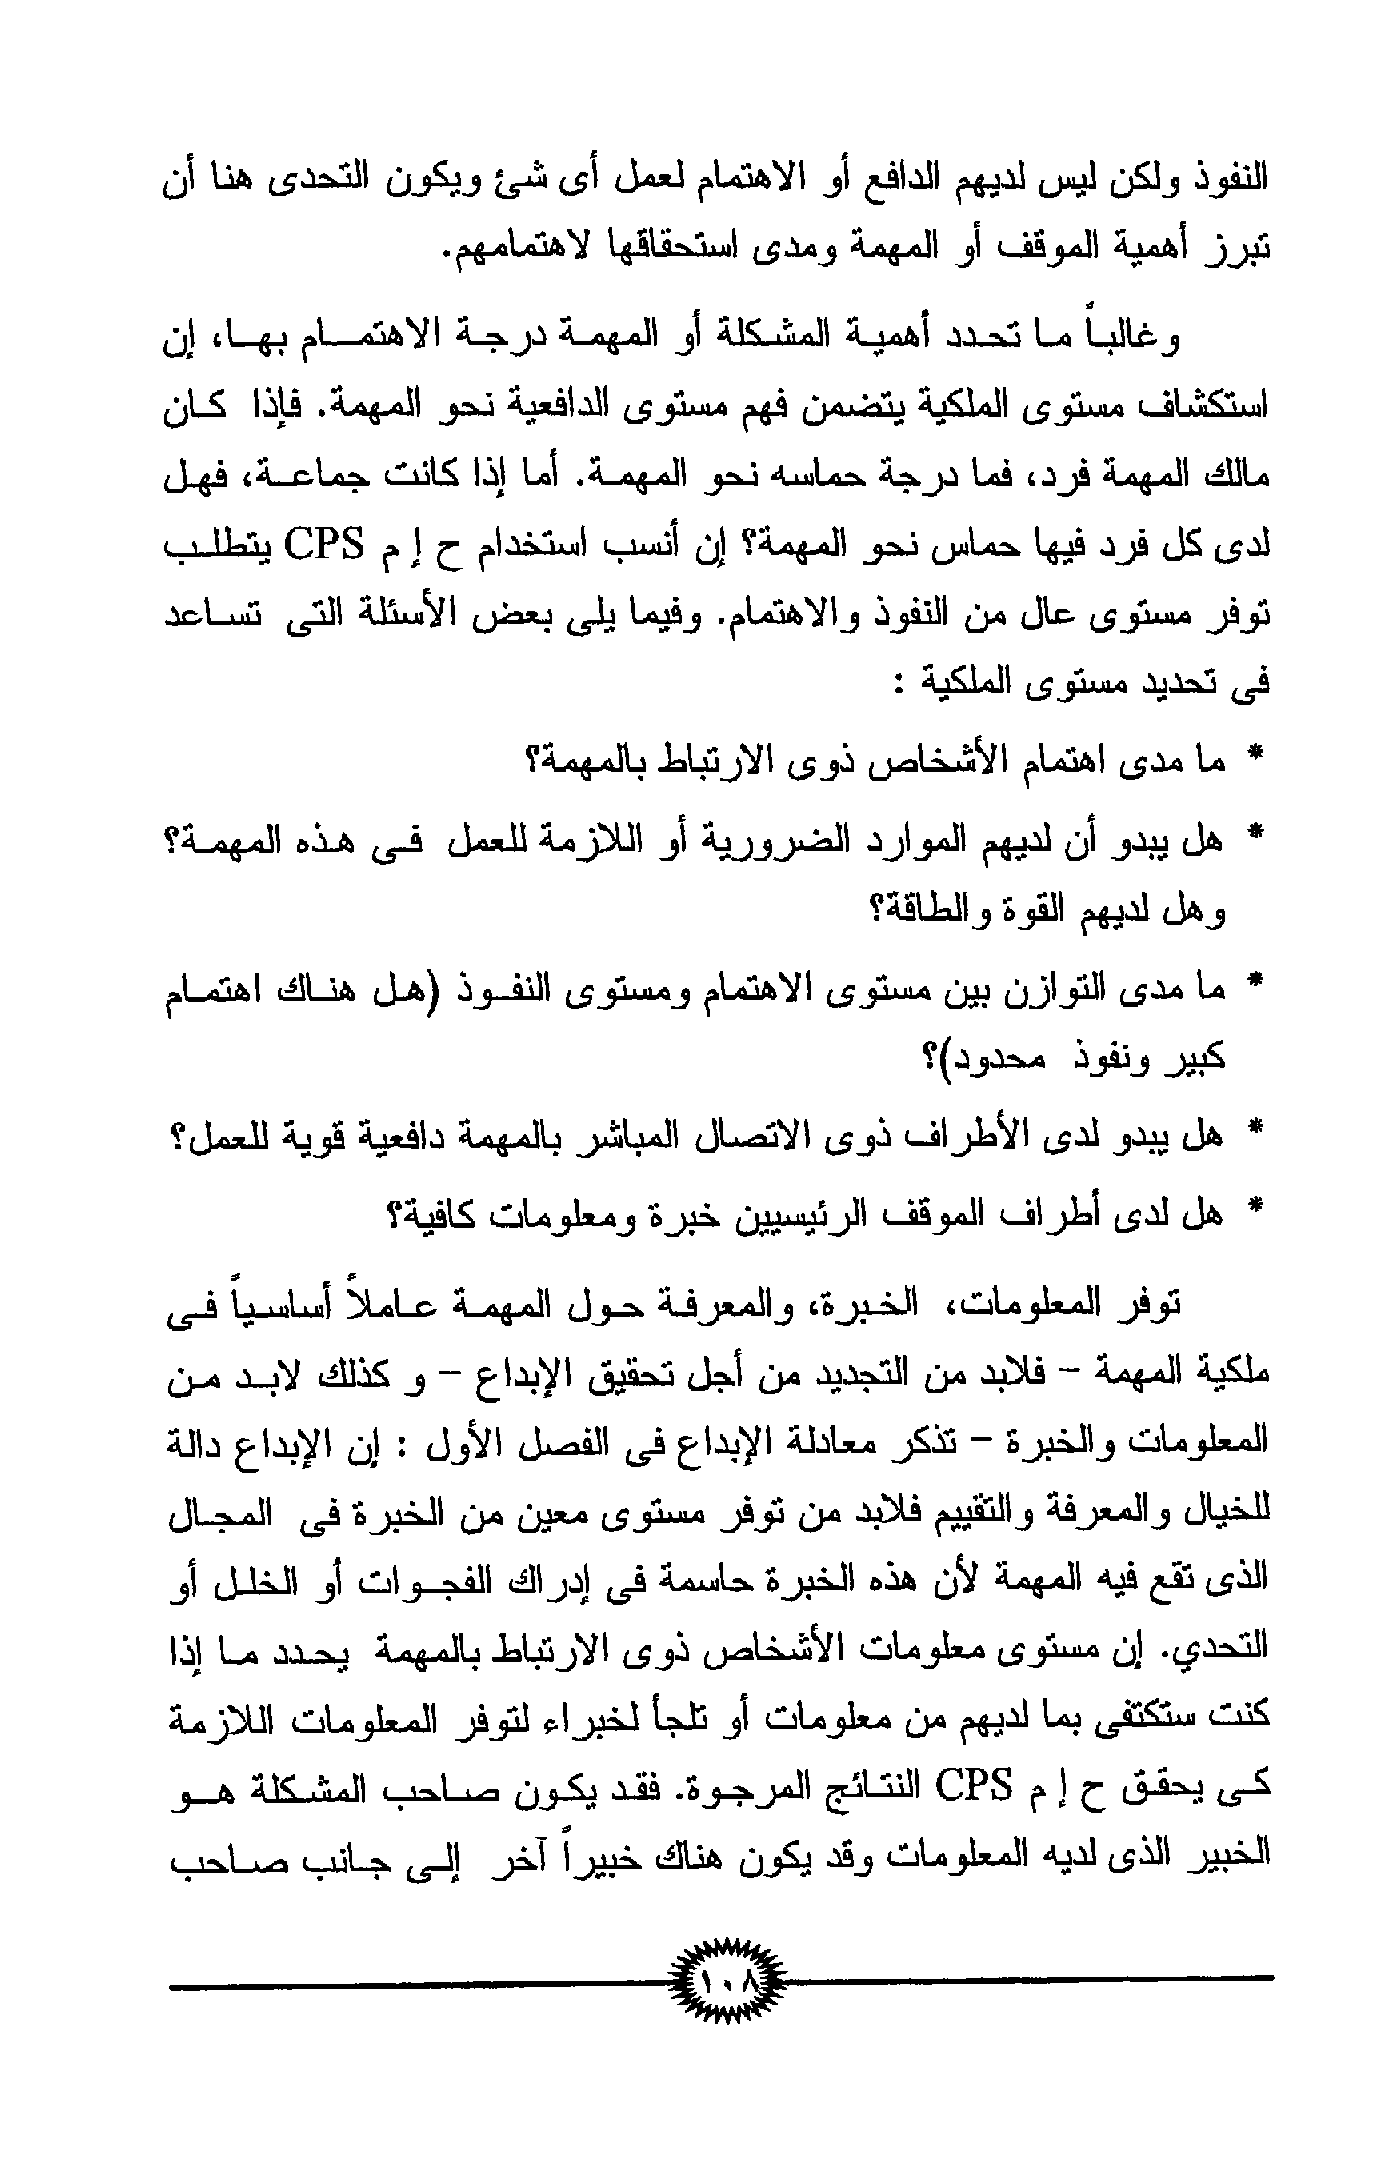 النفوذ ولكن ليس لديهم الدافع أو الاهتمام لعمل أى شئ ويكون التحدى هنا أن
تبرز أهمية الموقف أو المهمة ومدى استحقاقها لاهتمامهم.
وغالباً ما تحدد أهمية المشكلة أو المهمة درجة الاهتمام بها، إن
استكشاف مستوى الملكية يتضمن فهم مستوى الدافعية نحو المهمة. فإذا كان
مالك المهمة فرد، فما درجة حماسه نحو المهمة. أما إذا كانت جماعة، فهل
لدى كل فرد فيها حماس نحو المهمة؟ إن أنسب استخدام ح إ م CPS يتطلب
توفر مستوى عال من النفوذ والاهتمام. وفيما يلى بعض الأسئلة التى تساعد
فى تحديد مستوى الملكية :
* ما مدى اهتمام الأشخاص ذوى الارتباط بالمهمة؟
* هل يبدو أن لديهم الموارد الضرورية أو اللازمة للعمل فى هذه المهمة؟
وهل لديهم القوة والطاقة؟
* ما مدى التوازن بين مستوى الاهتمام ومستوى النفوذ (هل هناك اهتمام
كبير ونفوذ محدود)؟
* هل يبدو لدى الأطراف ذوى الاتصال المباشر بالمهمة دافعية قوية للعمل؟
* هل لدى أطراف الموقف الرئيسيين خبرة ومعلومات كافية؟
توفر المعلومات، الخبرة، والمعرفة حول المهمة عاملاً أساسياً فى
ملكية المهمة - فلابد من التجديد من أجل تحقيق الإبداع - و كذلك لابد من
المعلومات والخبرة - تذكر معادلة الإبداع فى الفصل الأول : إن الإبداع دالة
للخيال والمعرفة والتقييم فلابد من توفر مستوى معين من الخبرة فى المجال
الذى تقع فيه المهمة لأن هذه الخبرة حاسمة فى إدراك الفجوات أو الخلل أو
التحدي. إن مستوى معلومات الأشخاص ذوى الارتباط بالمهمة يحدد ما إذا
كنت ستكتفى بما لديهم من معلومات أو تلجأ لخبراء لتوفر المعلومات اللازمة
كى يحقق ح إ م CPS النتائج المرجوة. فقد يكون صاحب المشكلة هو
الخبير الذى لديه المعلومات وقد يكون هناك خبيراً آخر إلى جانب صاحب
١٠٨